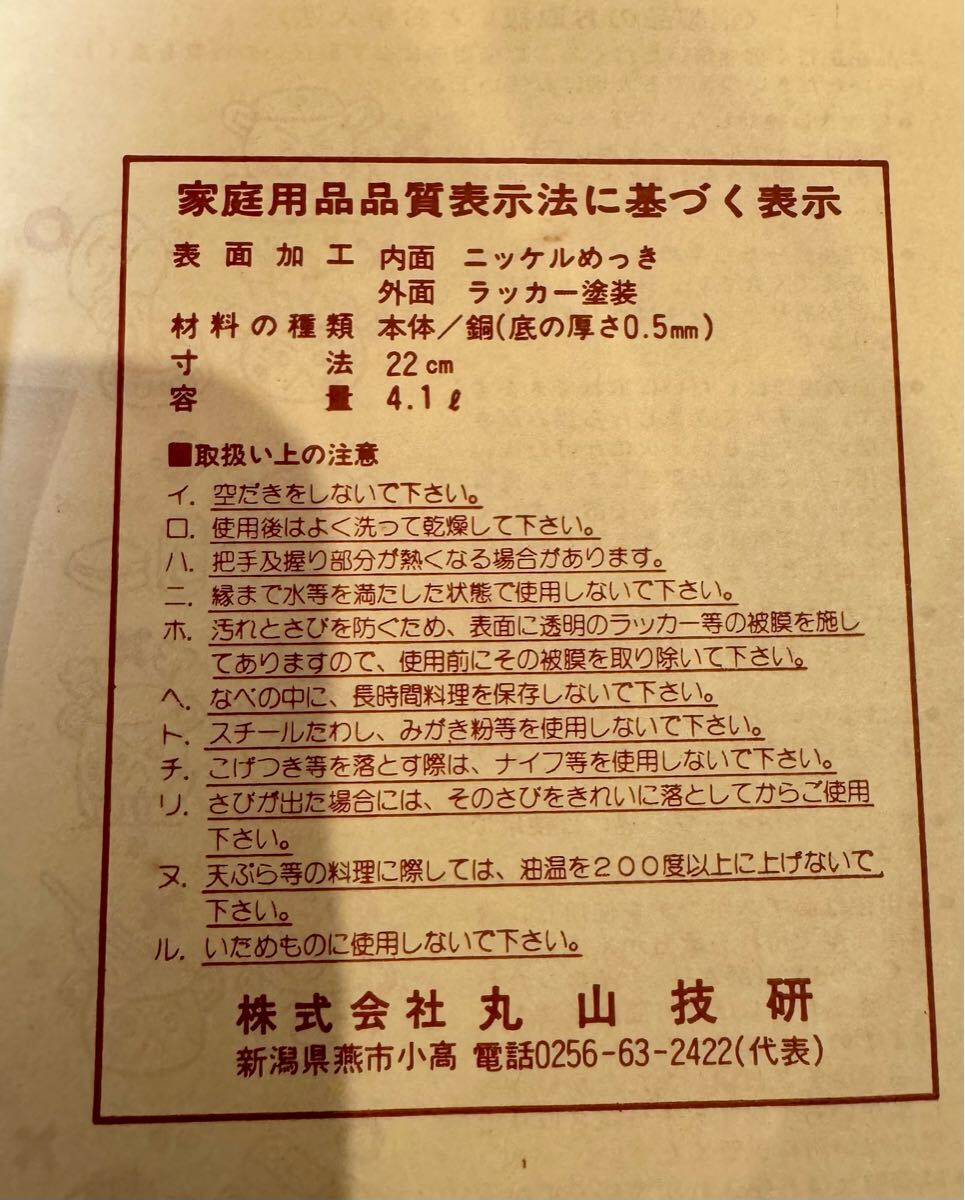 家庭用品品質表示法に基づく表示
表面加工 内面 ニッケルめっき
外面 ラッカー塗装
材料の種類 本体／銅(底の厚さ0.5㎜)
寸法 22㎝
容量 4.1ℓ
■取扱い上の注意
イ. 空だきをしないで下さい。
ロ. 使用後はよく洗って乾燥して下さい。
ハ. 把手及握り部分が熱くなる場合があります。
ニ. 縁まで水等を満たした状態で使用しないで下さい。
ホ. 汚れとさびを防ぐため、表面に透明のラッカー等の被膜を施し
てありますので、使用前にその被膜を取り除いて下さい。
ヘ. なべの中に、長時間料理を保存しないで下さい。
ト. スチールたわし、みがき粉等を使用しないで下さい。
チ. こげつき等を落とす際は、ナイフ等を使用しないで下さい。
リ. さびが出た場合には、そのさびをきれいに落としてからご使用
下さい。
ヌ. 天ぷら等の料理に際しては、油温を200度以上に上げないで
下さい。
ル. いためものに使用しないで下さい。
株式会社 丸山技研
新潟県燕市小高 電話0256-63-2422(代表)